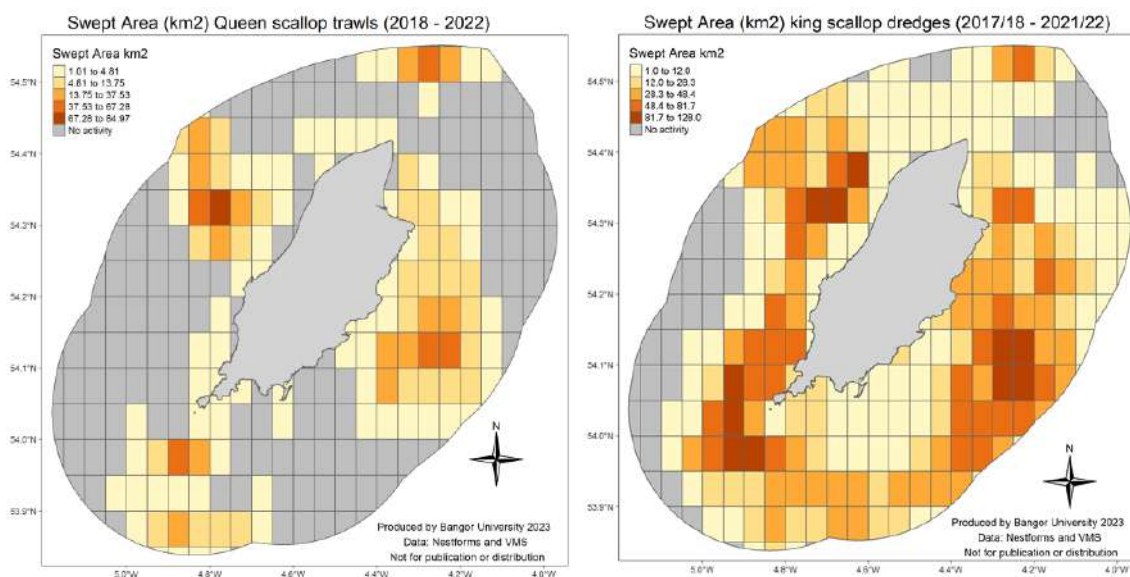 Swept Area (km2) Queen scallop trawls (2018 - 2022)
Swept Area km2
1.01 to 4.81
4.81 to 13.75
13.75 to 37.53
37.53 to 67.28
67.28 to 84.97
No activity
54.5°N
54.4°N
54.3°N
54.2°N
54.1°N
54.0°N
53.9°N
5.0°W
4.8°W
4.6°W
4.4°W
4.2°W
4.0°W
N
Produced by Bangor University 2023
Data: Nestforms and VMS
Not for publication or distribution
Swept Area (km2) king scallop dredges (2017/18 - 2021/22)
Swept Area km2
1.0 to 12.0
12.0 to 28.3
28.3 to 48.4
48.4 to 81.7
81.7 to 128.0
No activity
54.5°N
54.4°N
54.3°N
54.2°N
54.1°N
54.0°N
53.9°N
5.0°W
4.8°W
4.6°W
4.4°W
4.2°W
4.0°W
N
Produced by Bangor University 2023
Data: Nestforms and VMS
Not for publication or distribution